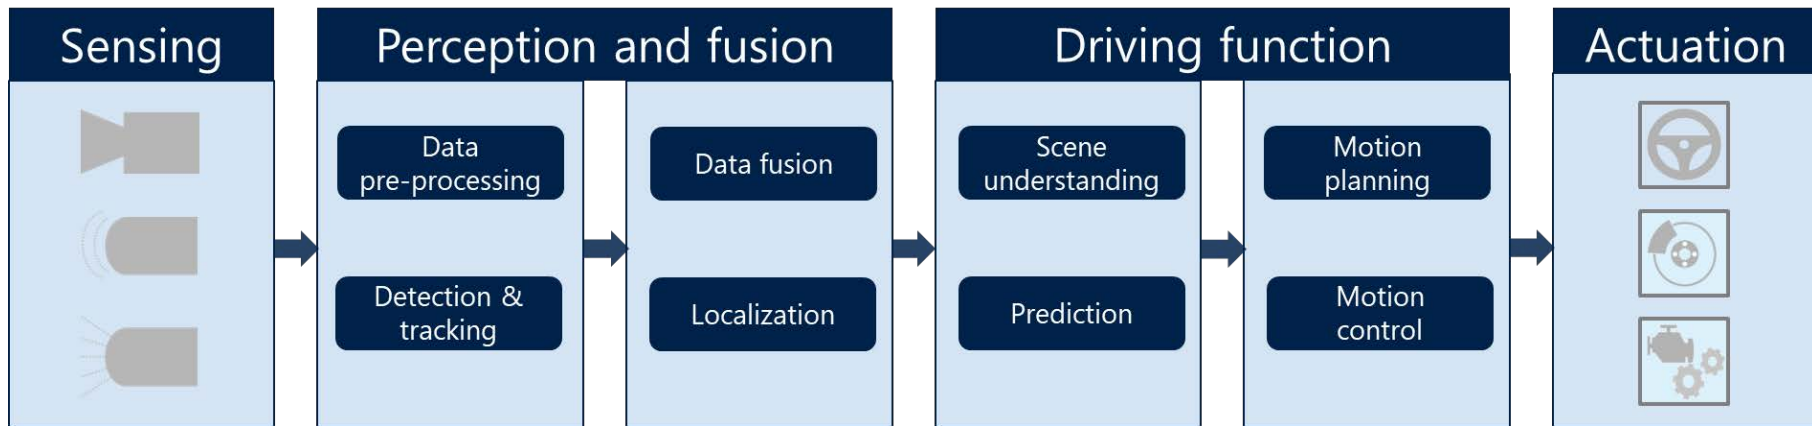 Sensing
Perception and fusion
Driving function
Actuation
Data
pre-processing
Detection &
tracking
Data fusion
Localization
Scene
understanding
Prediction
Motion
planning
Motion
control